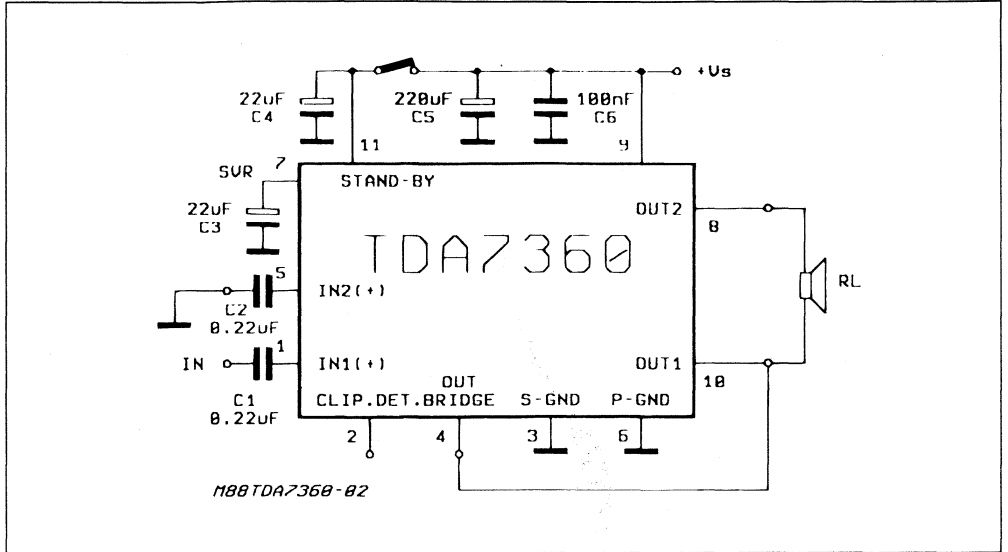 +Vs
22uF
C4
220uF
C5
100nF
C6
11
9
7
SVR
STAND-BY
22uF
C3
OUT2
8
TDA7360
5
IN2(+)
C2
0.22uF
RL
1
IN
IN1(+)
OUT1
10
C1
0.22uF
OUT
CLIP.DET.BRIDGE
S-GND
P-GND
2
4
3
6
M88TDA7360-02